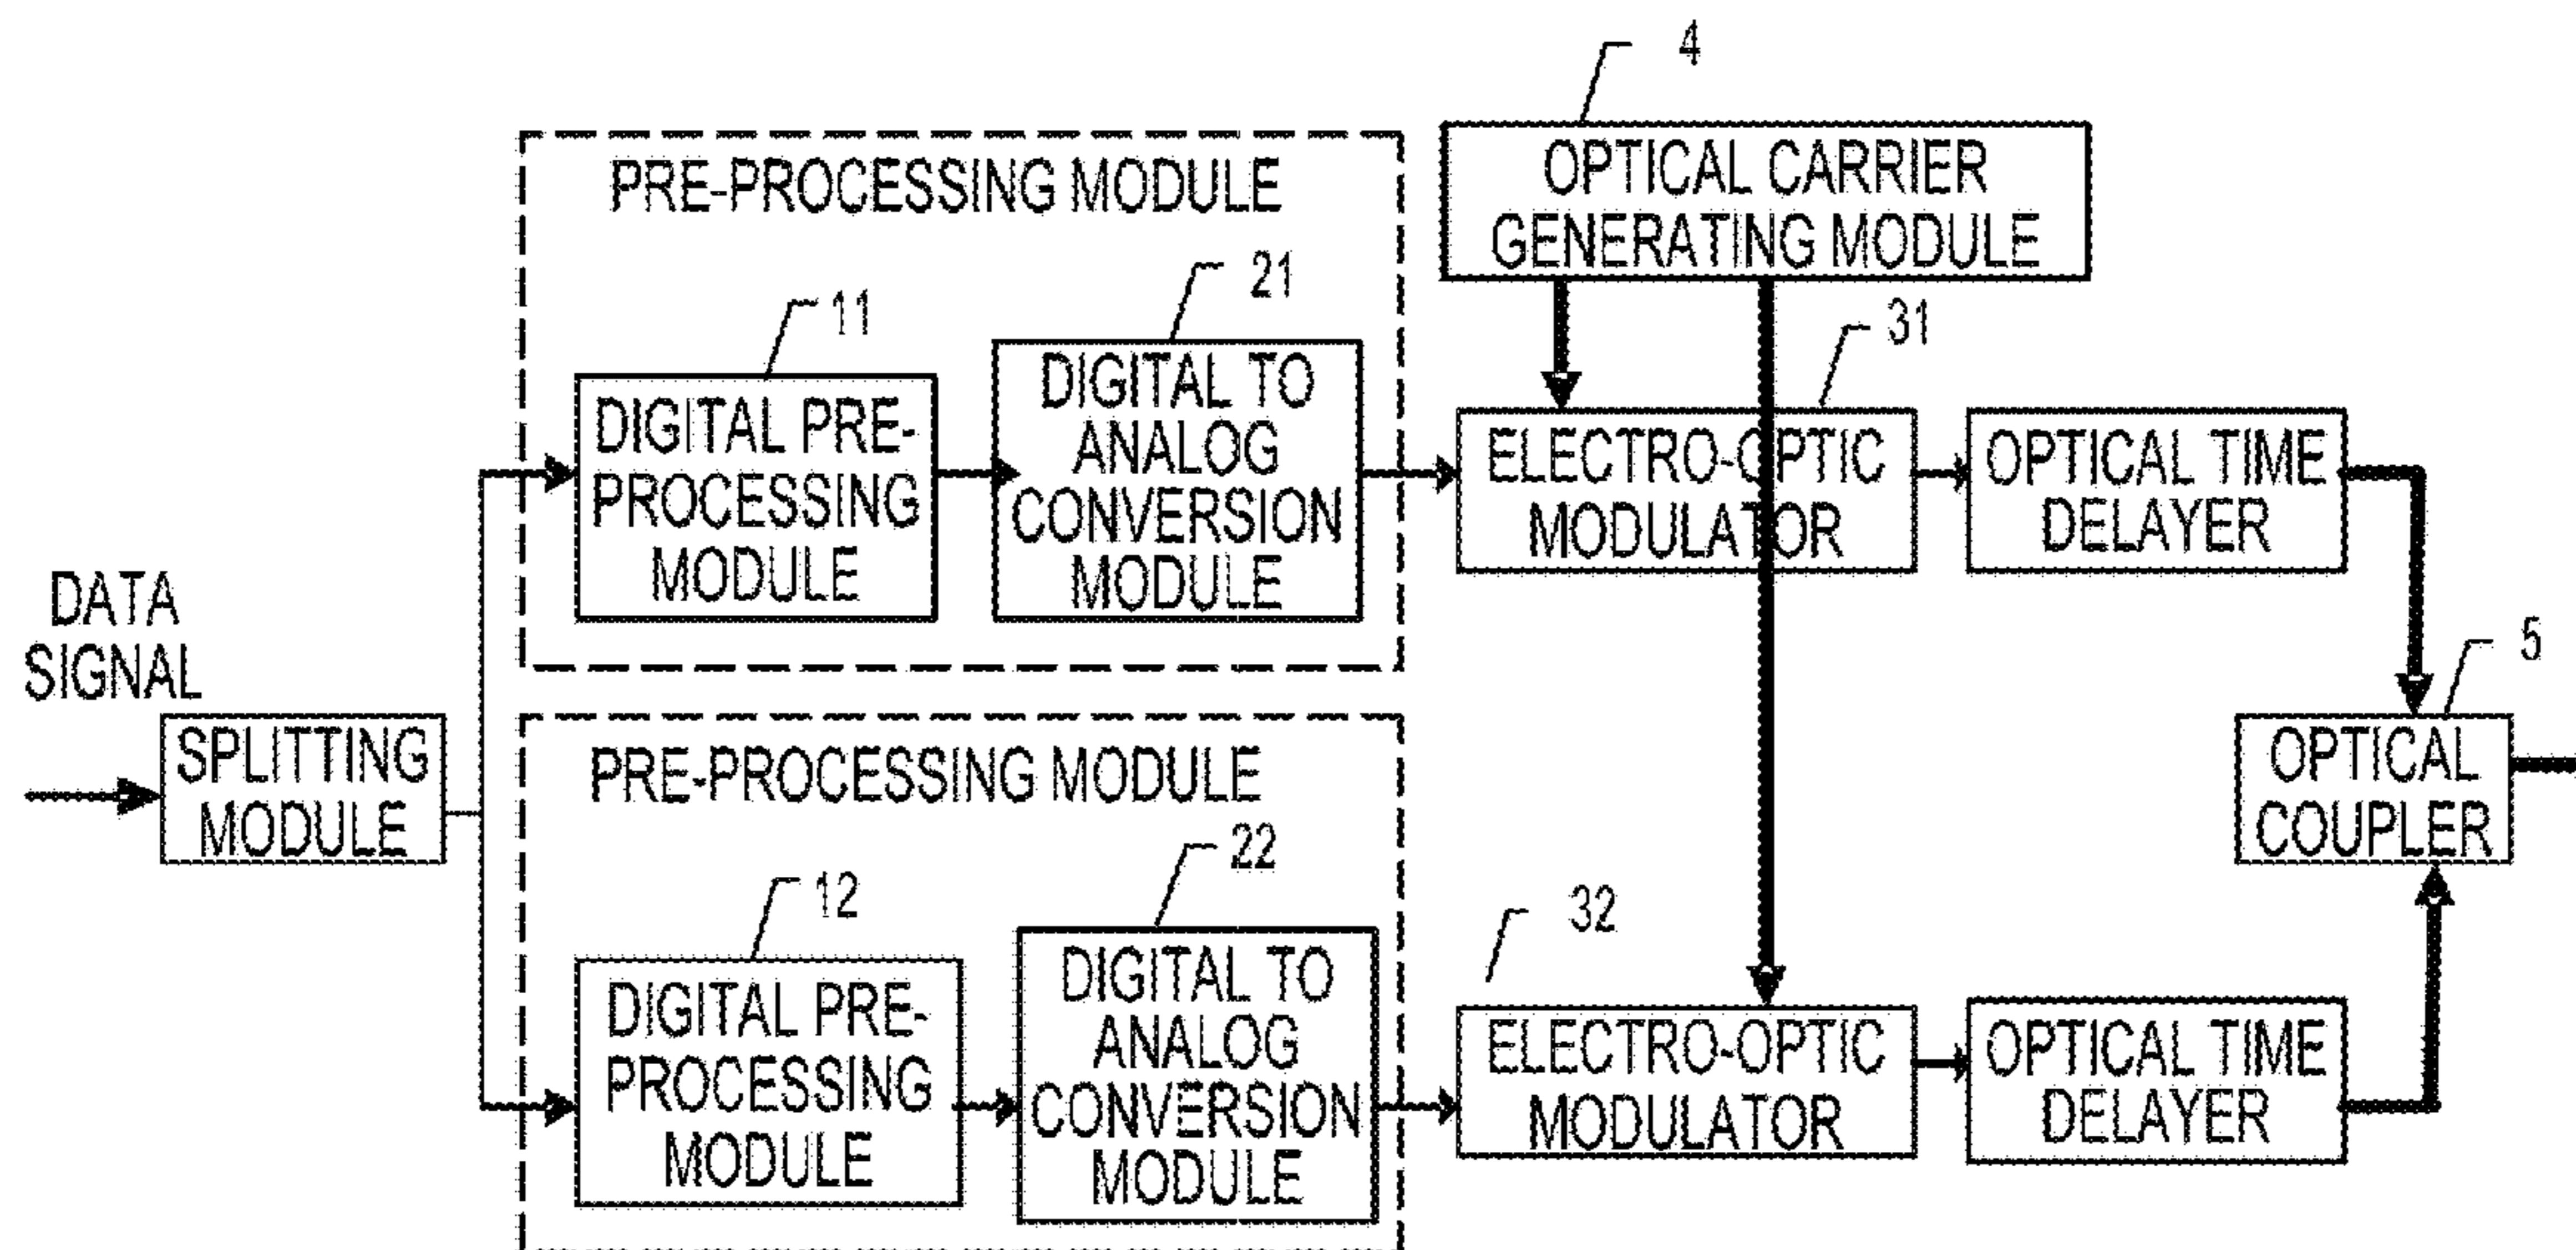 4
PRE-PROCESSING MODULE
OPTICAL CARRIER
GENERATING MODULE
11
21
31
DIGITAL PRE-
PROCESSING
MODULE
DIGITAL TO
ANALOG
CONVERSION
MODULE
ELECTRO-OPTIC
MODULATOR
OPTICAL TIME
DELAYER
DATA
SIGNAL
SPLITTING
MODULE
5
OPTICAL
COUPLER
PRE-PROCESSING MODULE
12
22
32
DIGITAL PRE-
PROCESSING
MODULE
DIGITAL TO
ANALOG
CONVERSION
MODULE
ELECTRO-OPTIC
MODULATOR
OPTICAL TIME
DELAYER